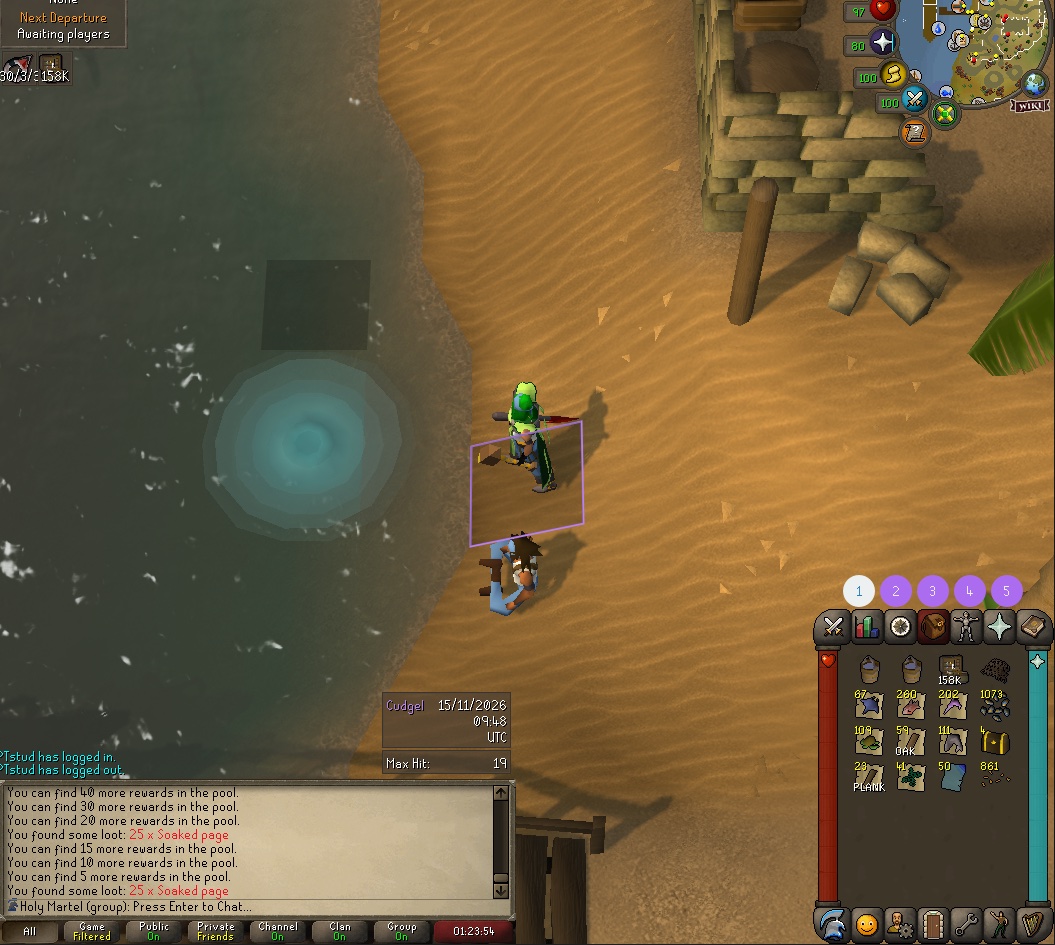 None
Next Departure
Awaiting players
158K
97
80
100
100
WIKI
1 2 3 4 5
158K
67 260 202 1073
109 59 111 4
OAK
23 41 50 861
PLANK
Cudgel 15/11/2026
09:48
UTC
Max Hit: 19
PTstud has logged in.
PTstud has logged out.
You can find 40 more rewards in the pool.
You can find 30 more rewards in the pool.
You can find 20 more rewards in the pool.
You found some loot: 25 x Soaked page
You can find 15 more rewards in the pool.
You can find 10 more rewards in the pool.
You can find 5 more rewards in the pool.
You found some loot: 25 x Soaked page
Holy Martel (group): Press Enter to Chat...
All
Game
Filtered
Public
On
Private
Friends
Channel
On
Clan
On
Group
On
01:23:54